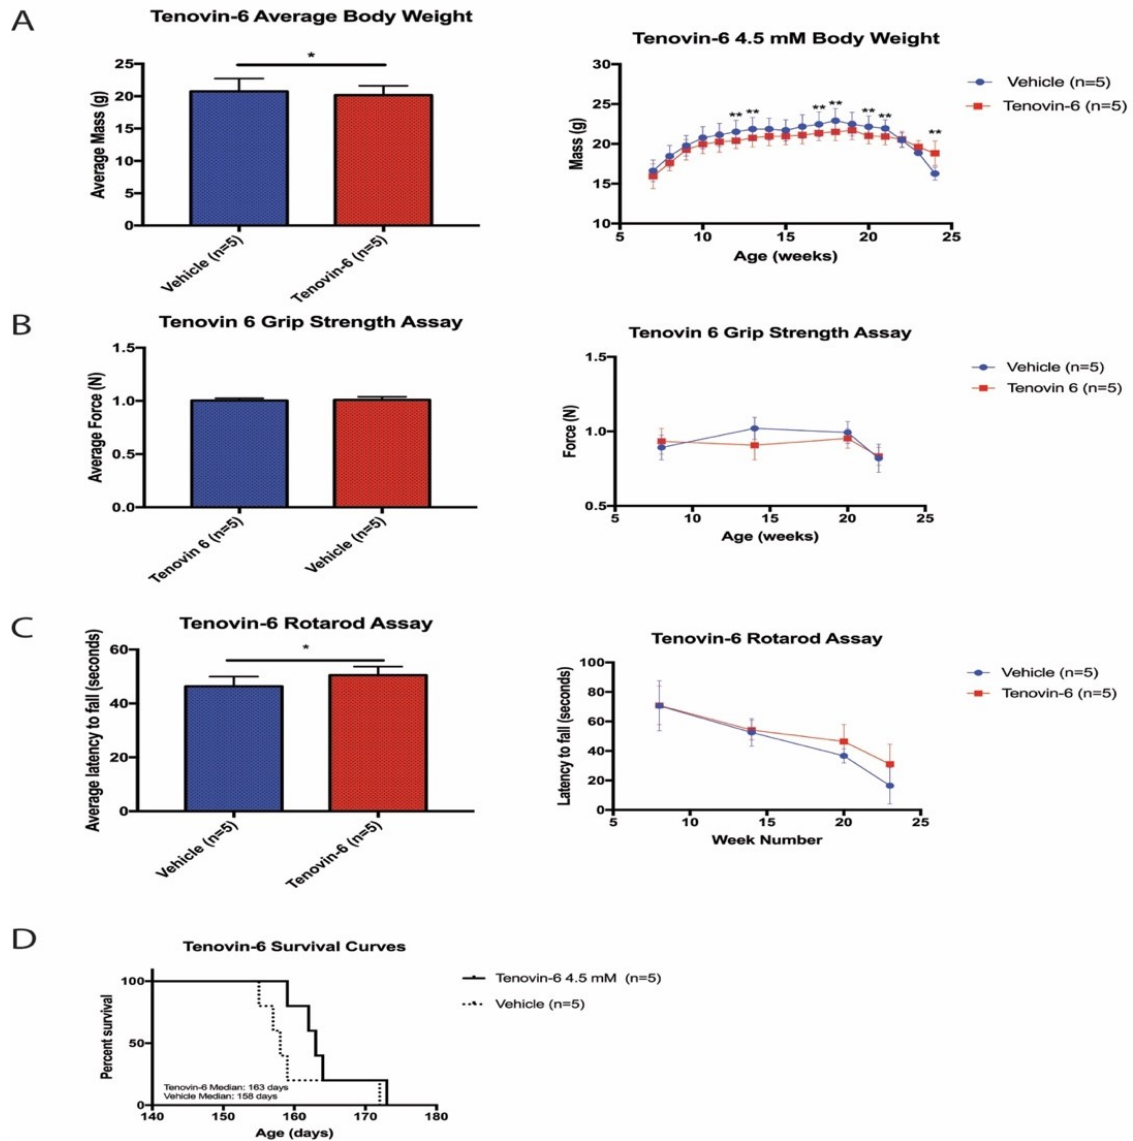 A
Tenovin-6 Average Body Weight
*
25
20
15
10
5
0
Average Mass (g)
Vehicle (n=5)
Tenovin-6 (n=5)
Tenovin-6 4.5 mM Body Weight
30
25
20
15
10
Mass (g)
** ** ** ** ** ** **
5 10 15 20 25
Age (weeks)
Vehicle (n=5)
Tenovin-6 (n=5)
B
Tenovin 6 Grip Strength Assay
1.5
1.0
0.5
0.0
Average Force (N)
Tenovin 6 (n=5)
Vehicle (n=5)
Tenovin 6 Grip Strength Assay
1.5
1.0
0.5
Force (N)
5 10 15 20 25
Age (weeks)
Vehicle (n=5)
Tenovin 6 (n=5)
C
Tenovin-6 Rotarod Assay
*
60
40
20
0
Average latency to fall (seconds)
Vehicle (n=5)
Tenovin-6 (n=5)
Tenovin-6 Rotarod Assay
100
80
60
40
20
0
Latency to fall (seconds)
5 10 15 20 25
Week Number
Vehicle (n=5)
Tenovin-6 (n=5)
D
Tenovin-6 Survival Curves
100
50
0
Percent survival
Tenovin-6 Median: 163 days
Vehicle Median: 158 days
140 150 160 170 180
Age (days)
Tenovin-6 4.5 mM (n=5)
Vehicle (n=5)